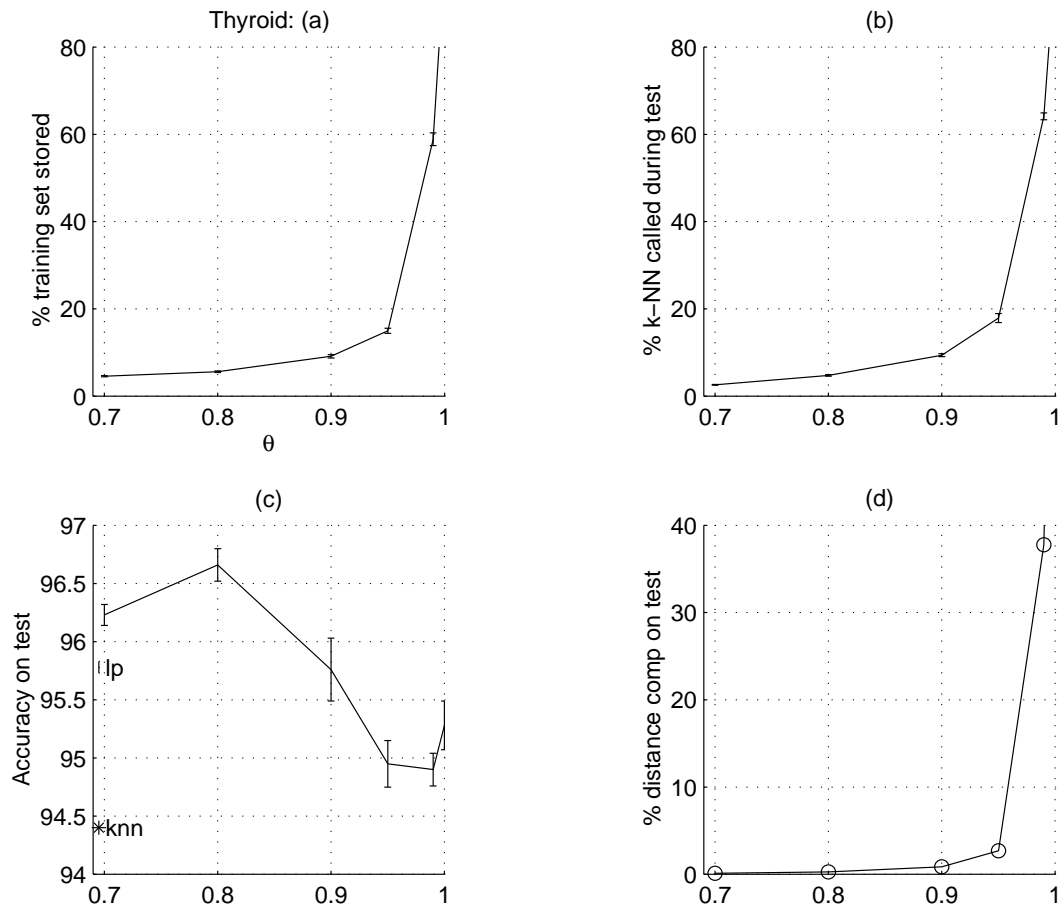 Thyroid: (a)
% training set stored
80
60
40
20
0
0.7 0.8 0.9 1
θ
(b)
% k−NN called during test
80
60
40
20
0
0.7 0.8 0.9 1
(c)
Accuracy on test
97
96.5
96
95.5
95
94.5
94
lp
knn
0.7 0.8 0.9 1
(d)
% distance comp on test
40
30
20
10
0
0.7 0.8 0.9 1